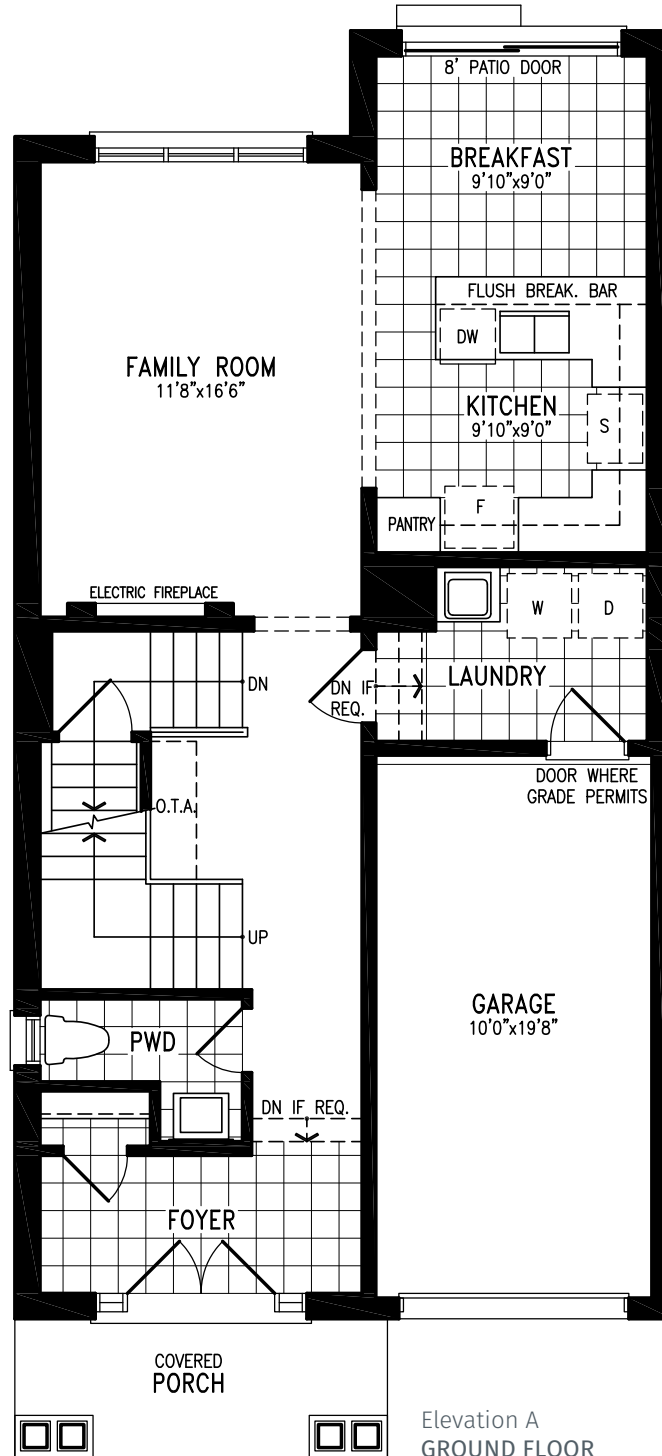 8' PATIO DOOR
BREAKFAST
9'10"x9'0"
FLUSH BREAK. BAR
DW
FAMILY ROOM
11'8"x16'6"
KITCHEN
9'10"x9'0"
S
F
PANTRY
ELECTRIC FIREPLACE
W
D
LAUNDRY
DN
DN IF
REQ.
DOOR WHERE
GRADE PERMITS
O.T.A.
UP
GARAGE
10'0"x19'8"
PWD
DN IF REQ.
FOYER
COVERED
PORCH
Elevation A
GROUND FLOOR